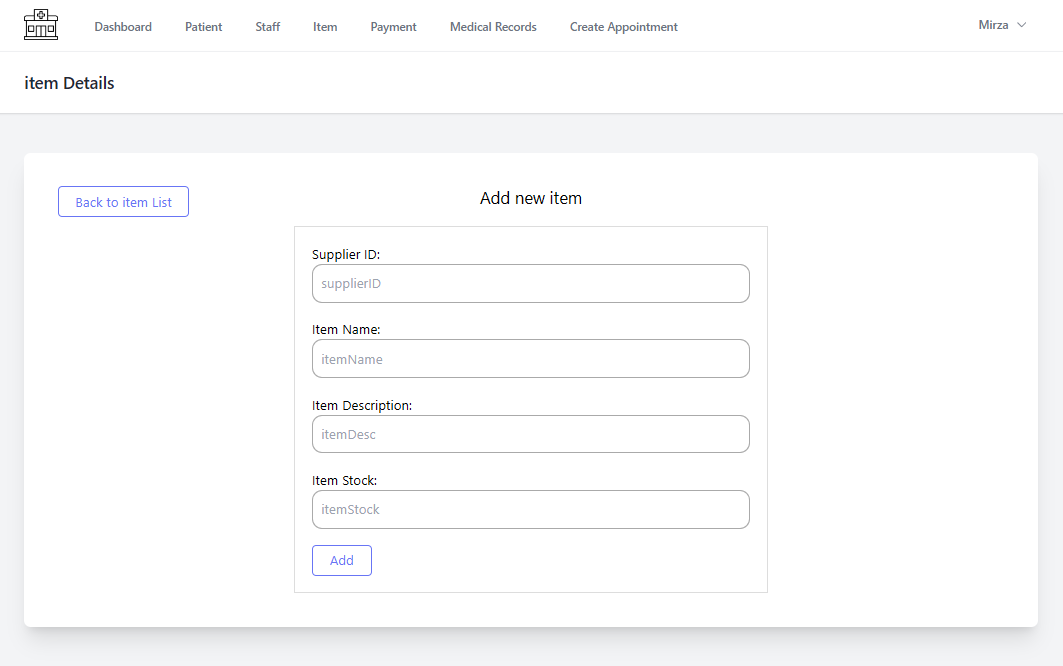 Dashboard Patient Staff Item Payment Medical Records Create Appointment Mirza
item Details
Back to item List
Add new item
Supplier ID:
supplierID
Item Name:
itemName
Item Description:
itemDesc
Item Stock:
itemStock
Add